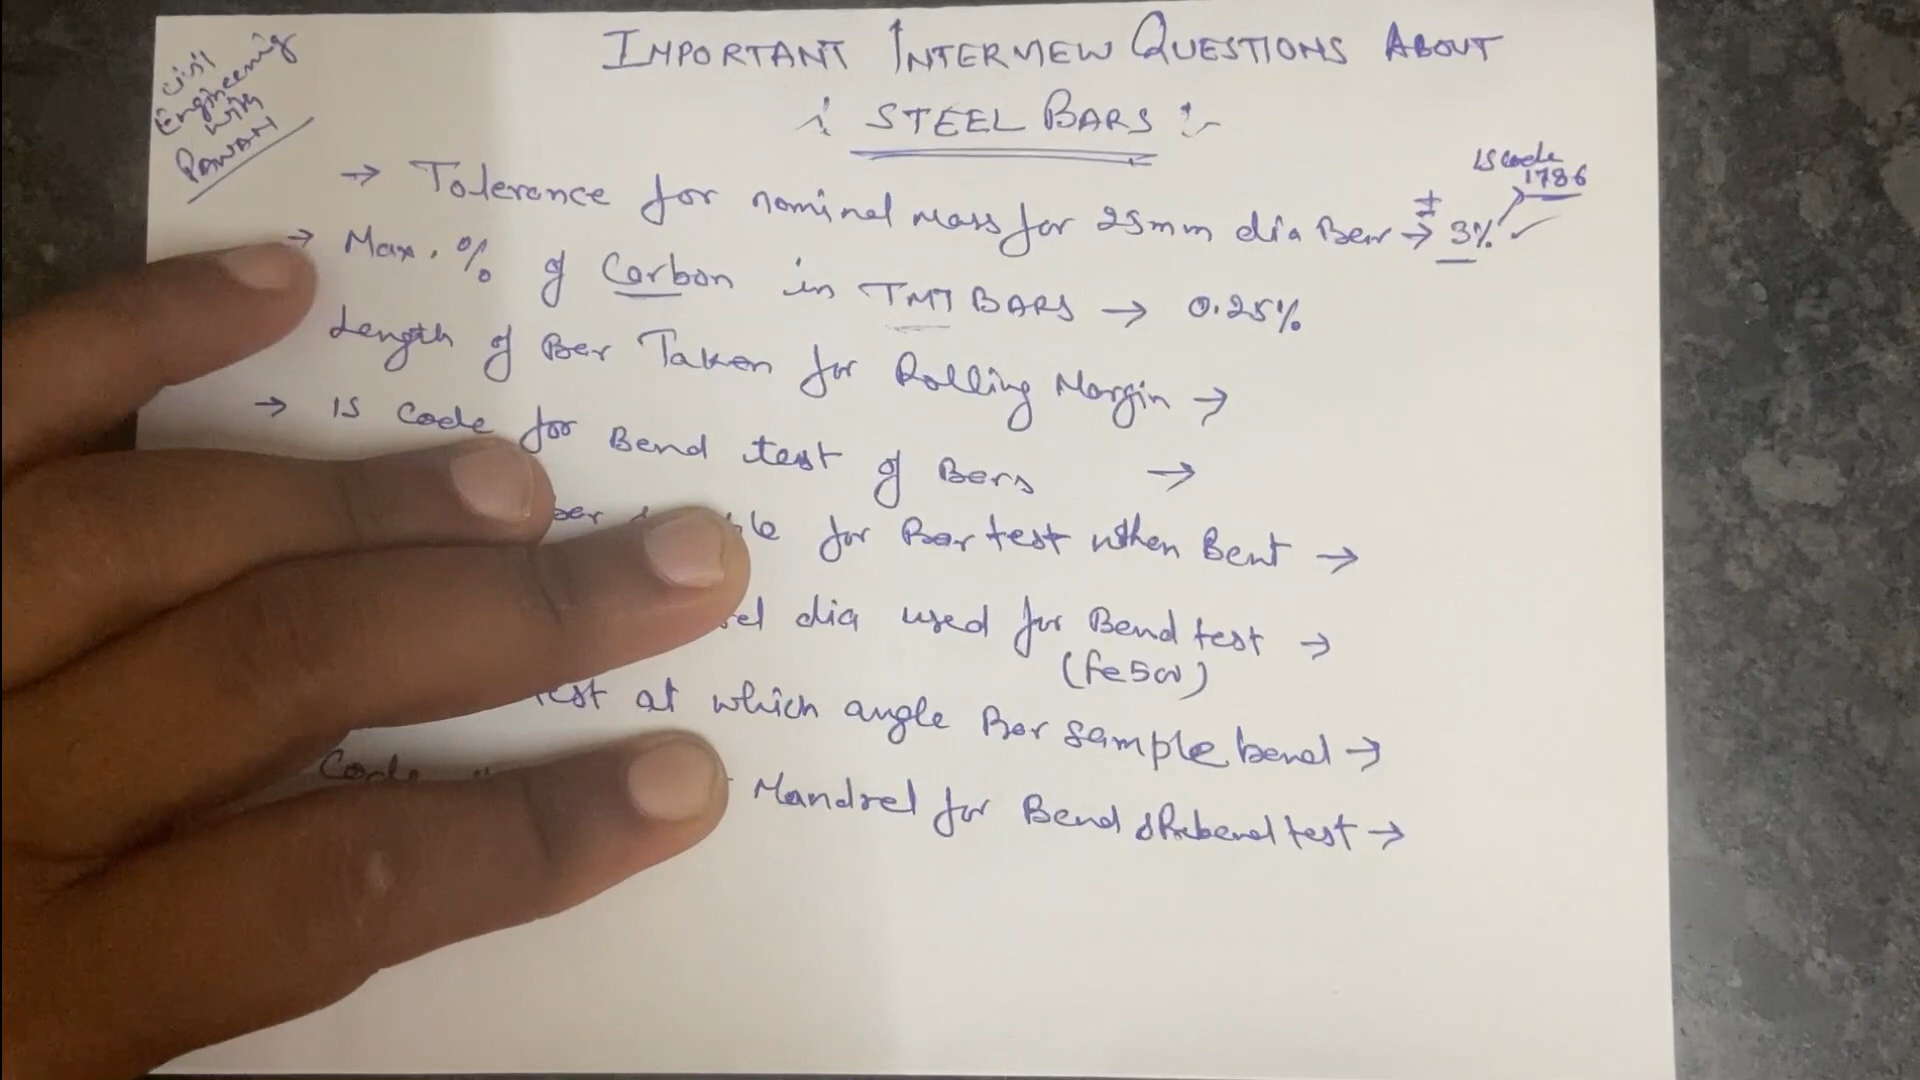 Civil
Engineering
with
PAWAN
IMPORTANT INTERVIEW QUESTIONS ABOUT
STEEL BARS :-
IS Code
1786
→ Tolerance for nominal mass for 25mm dia Bar → ± 3% ✓
→ Max. % of Carbon in TMT BARS → 0.25%
Length of Bar Taken for Rolling Margin →
→ IS Code for Bend test of Bars →
for Bar test when Bent →
dia used for Bend test →
(fe500)
at which angle Bar sample bend →
Mandrel for Bend & Rebend test →